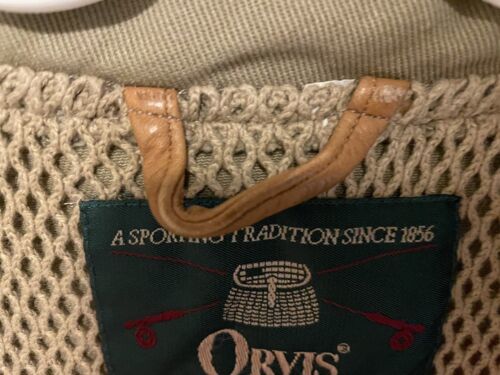 A SPORTING TRADITION SINCE 1856
ORVIS®